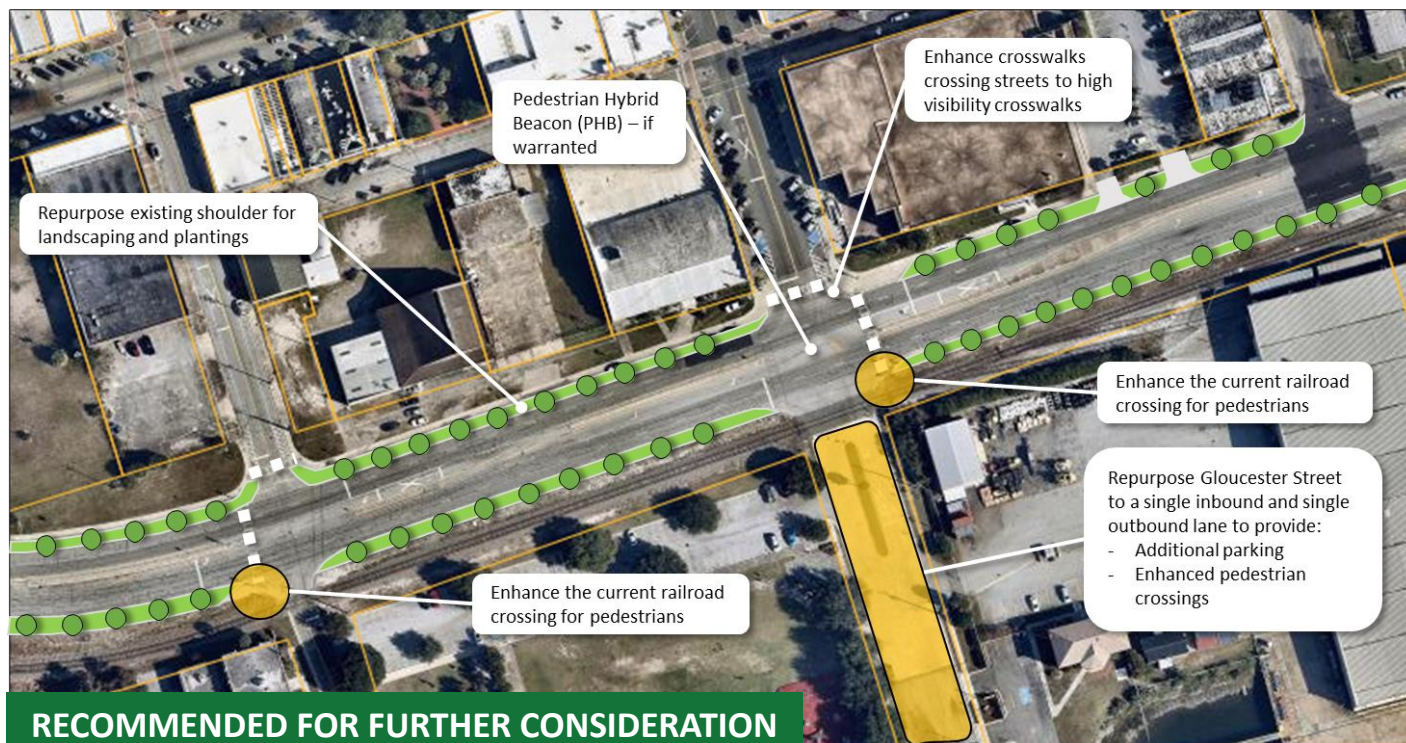 Enhance crosswalks
crossing streets to high
visibility crosswalks
Pedestrian Hybrid
Beacon (PHB) – if
warranted
Repurpose existing shoulder for
landscaping and plantings
Enhance the current railroad
crossing for pedestrians
Repurpose Gloucester Street
to a single inbound and single
outbound lane to provide:
- Additional parking
- Enhanced pedestrian
crossings
Enhance the current railroad
crossing for pedestrians
RECOMMENDED FOR FURTHER CONSIDERATION